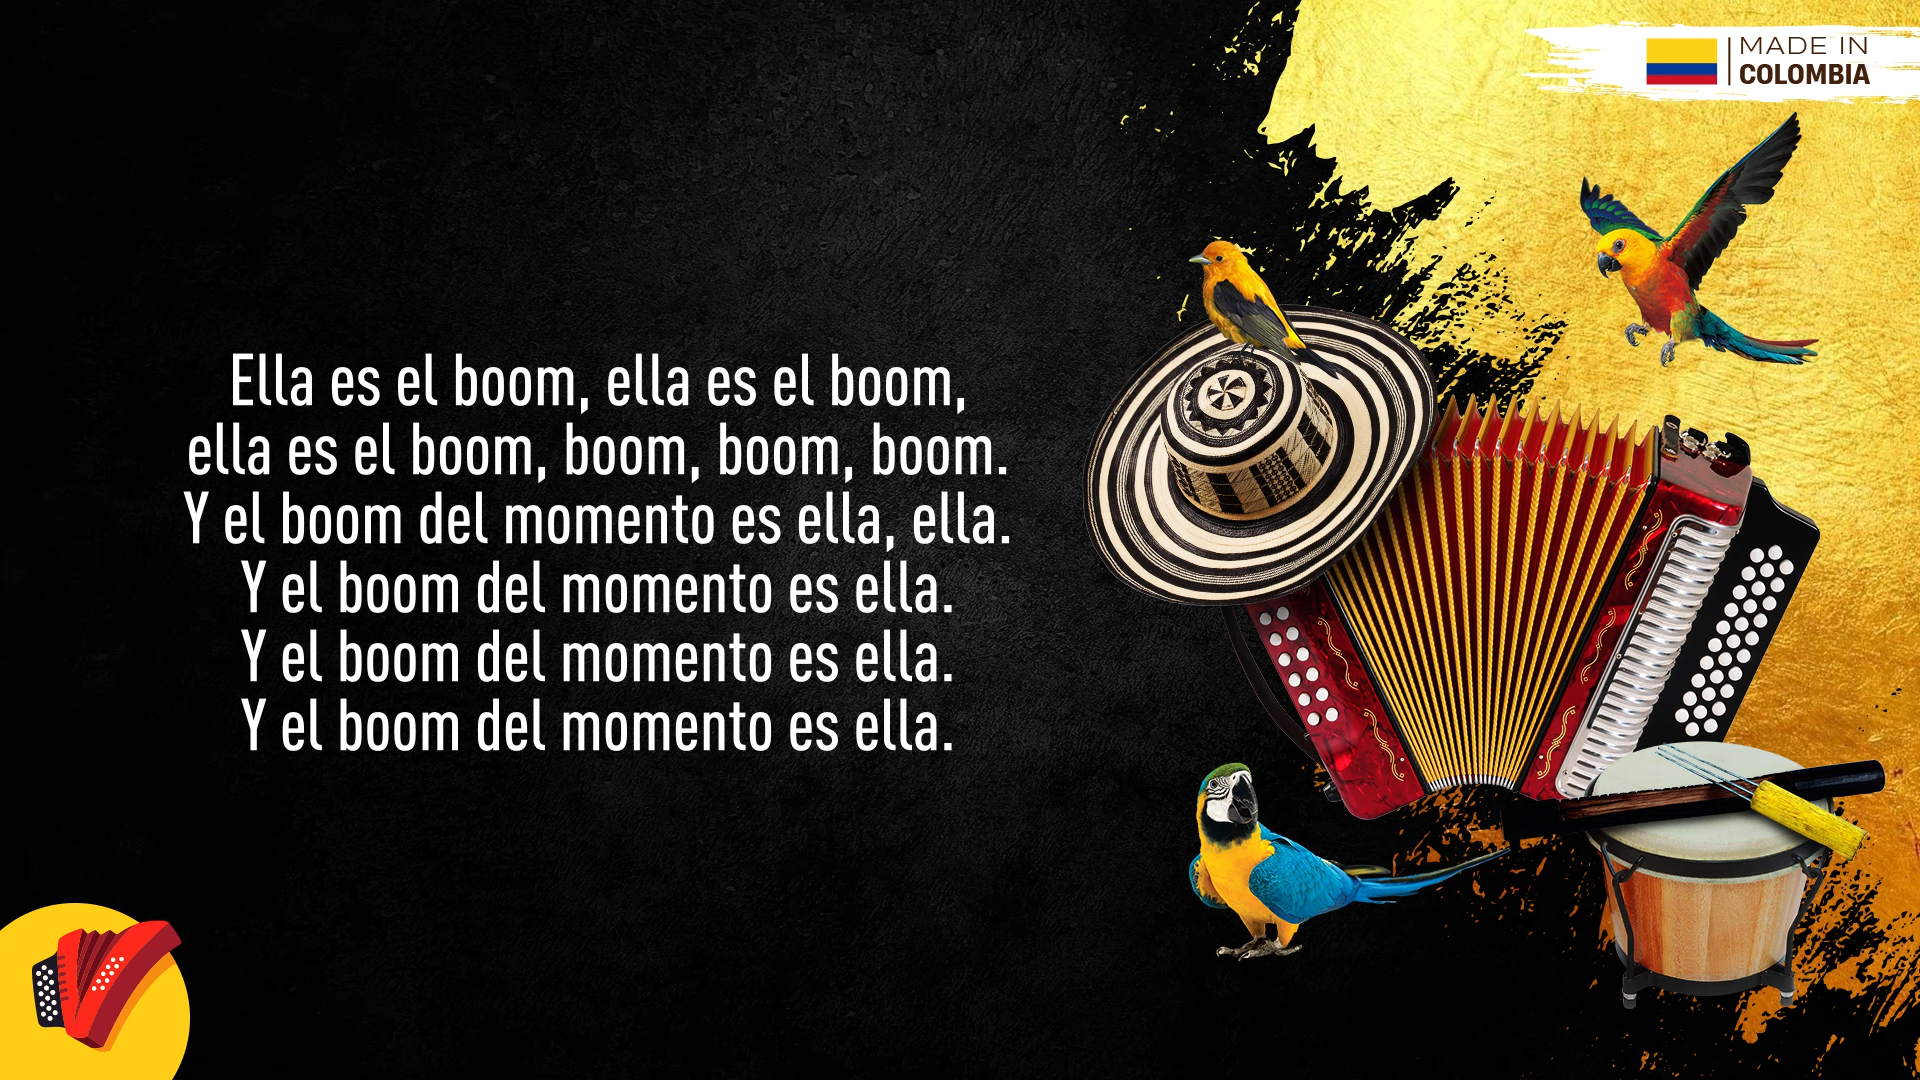 MADE IN
COLOMBIA
Ella es el boom, ella es el boom,
ella es el boom, boom, boom, boom.
Y el boom del momento es ella, ella.
Y el boom del momento es ella.
Y el boom del momento es ella.
Y el boom del momento es ella.